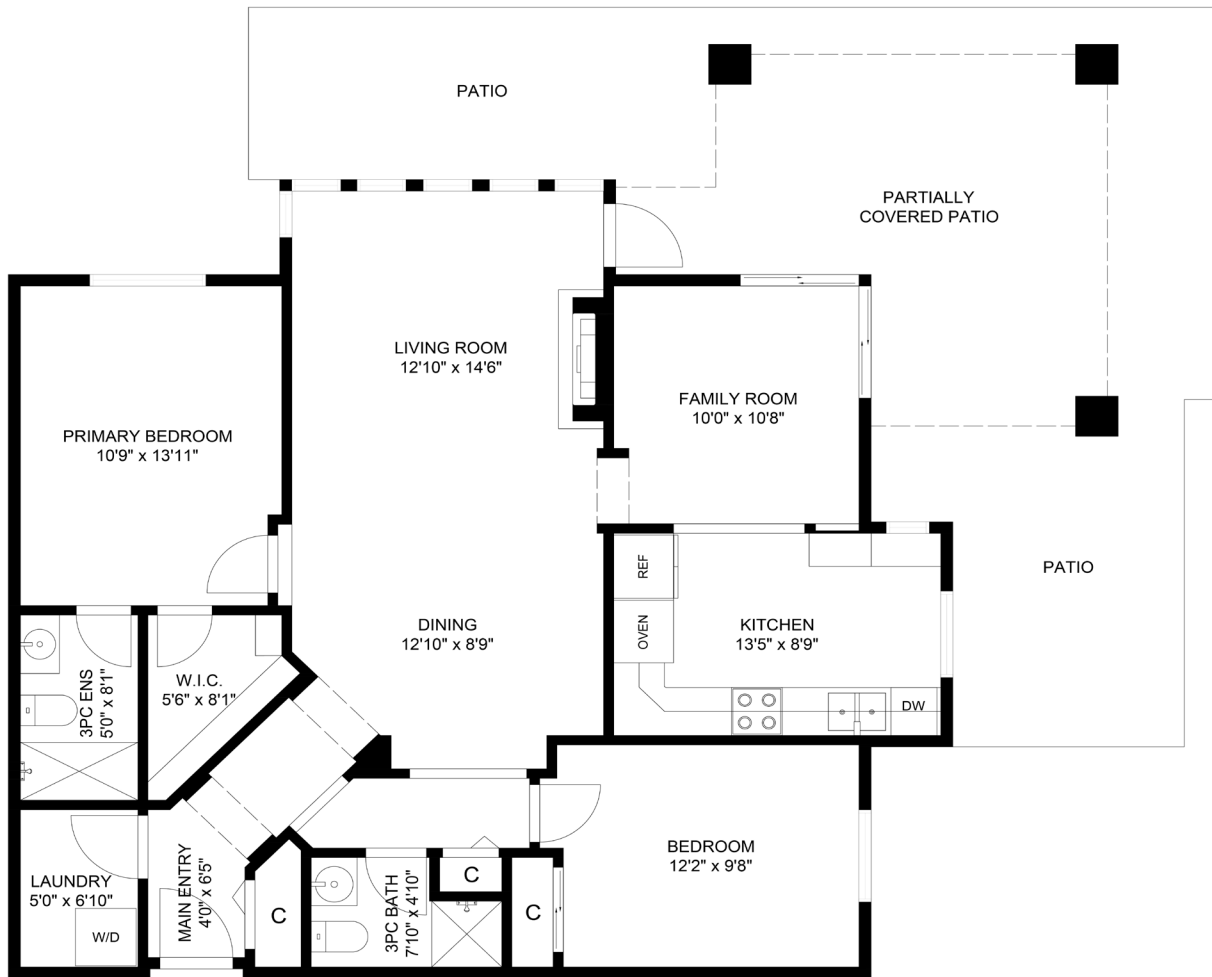 PATIO
PARTIALLY
COVERED PATIO
LIVING ROOM
12'10" x 14'6"
FAMILY ROOM
10'0" x 10'8"
PRIMARY BEDROOM
10'9" x 13'11"
REF
OVEN
KITCHEN
13'5" x 8'9"
DW
PATIO
DINING
12'10" x 8'9"
3PC ENS
5'0" x 8'1"
W.I.C.
5'6" x 8'1"
BEDROOM
12'2" x 9'8"
LAUNDRY
5'0" x 6'10"
W/D
MAIN ENTRY
4'0" x 6'5"
C
3PC BATH
7'10" x 4'10"
C
C